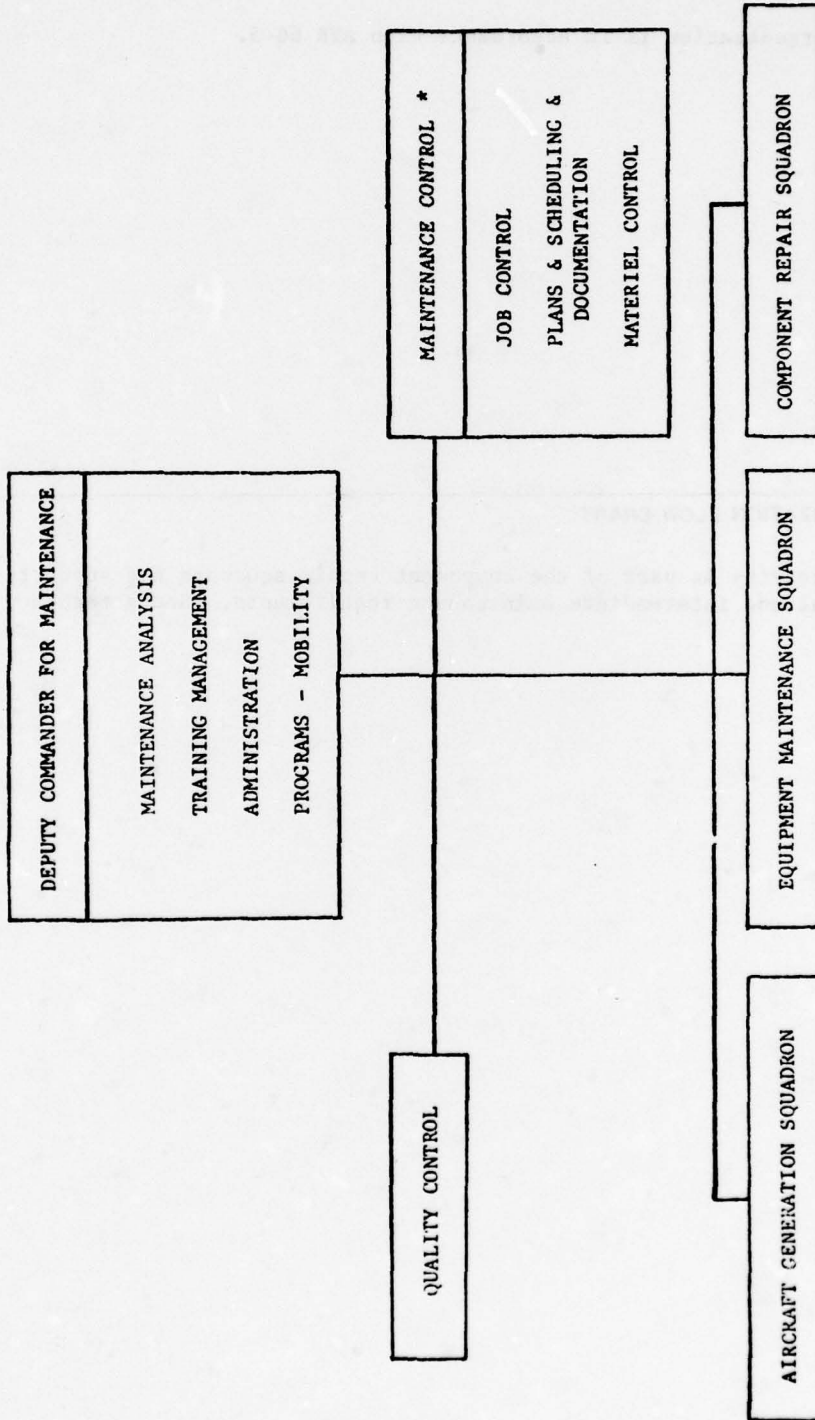 DEPUTY COMMANDER FOR MAINTENANCE
MAINTENANCE ANALYSIS
TRAINING MANAGEMENT
ADMINISTRATION
PROGRAMS - MOBILITY
QUALITY CONTROL
MAINTENANCE CONTROL *
JOB CONTROL
PLANS & SCHEDULING &
DOCUMENTATION
MATERIEL CONTROL
AIRCRAFT GENERATION SQUADRON
EQUIPMENT MAINTENANCE SQUADRON
COMPONENT REPAIR SQUADRON